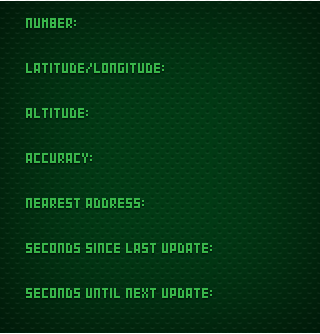 NUMBER:
LATITUDE/LONGITUDE:
ALTITUDE:
ACCURACY:
NEAREST ADDRESS:
SECONDS SINCE LAST UPDATE:
SECONDS UNTIL NEXT UPDATE: